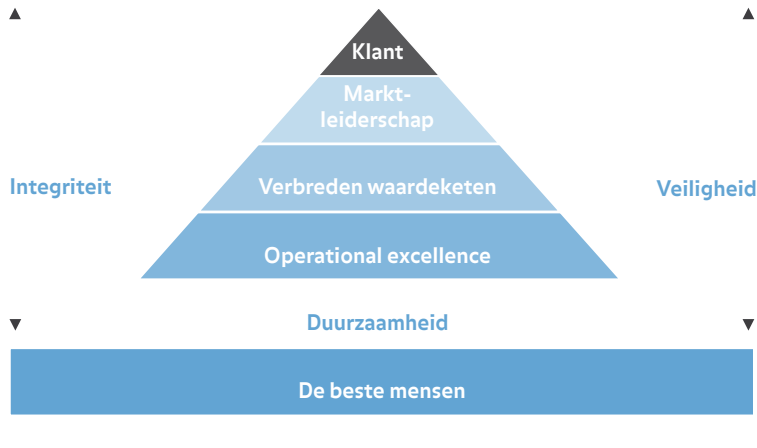 Klant
Markt-
leiderschap
Integriteit
Verbreden waardeketen
Veiligheid
Operational excellence
Duurzaamheid
De beste mensen